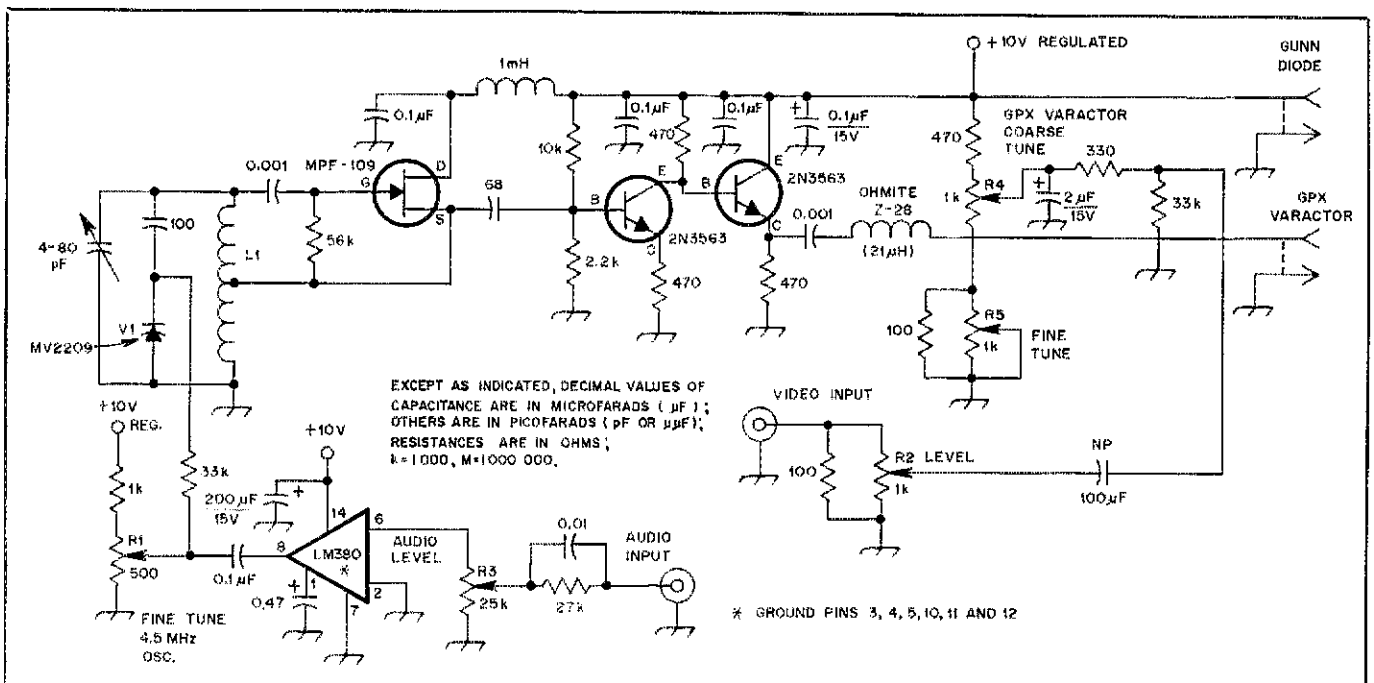 +10V REGULATED
GUNN
DIODE
1mH
0.1µF
0.1µF
470
0.1µF
+
0.1µF
15V
GPX VARACTOR
COARSE
TUNE
10k
470
330
0.001
MPF-109
D
G
S
68
B
E
2N3563
C
B
E
2N3563
C
OHMITE
Z-28
(21µH)
0.001
R4
1k
+
2µF
15V
33k
GPX
VARACTOR
4-80
pF
100
L1
56k
2.2k
470
470
V1
MV2209
100
R5
1k
FINE
TUNE
EXCEPT AS INDICATED, DECIMAL VALUES OF
CAPACITANCE ARE IN MICROFARADS ( µF ) ;
OTHERS ARE IN PICOFARADS ( pF OR µµF);
RESISTANCES ARE IN OHMS ;
k=1000, M=1000 000.
+10V
REG.
1k
R1
500
33k
+10V
200µF
15V
+
14
6
8
LM380
*
1
2
7
0.1µF
+
0.47
FINE TUNE
4.5 MHz
OSC.
AUDIO
LEVEL
R3
25k
0.01
27k
AUDIO
INPUT
VIDEO INPUT
100
R2 LEVEL
1k
NP
100µF
* GROUND PINS 3, 4, 5, 10, 11 AND 12